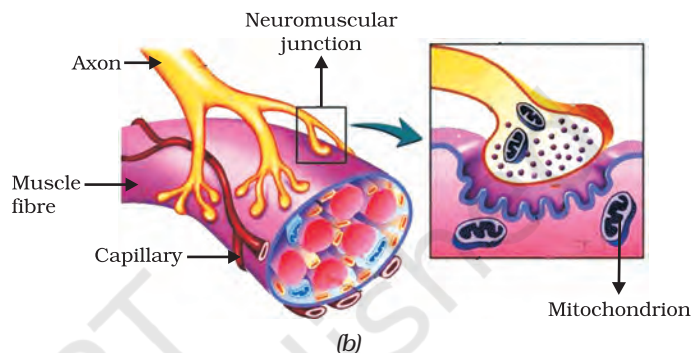 Neuromuscular
junction
Axon
Muscle
fibre
Capillary
Mitochondrion
(b)